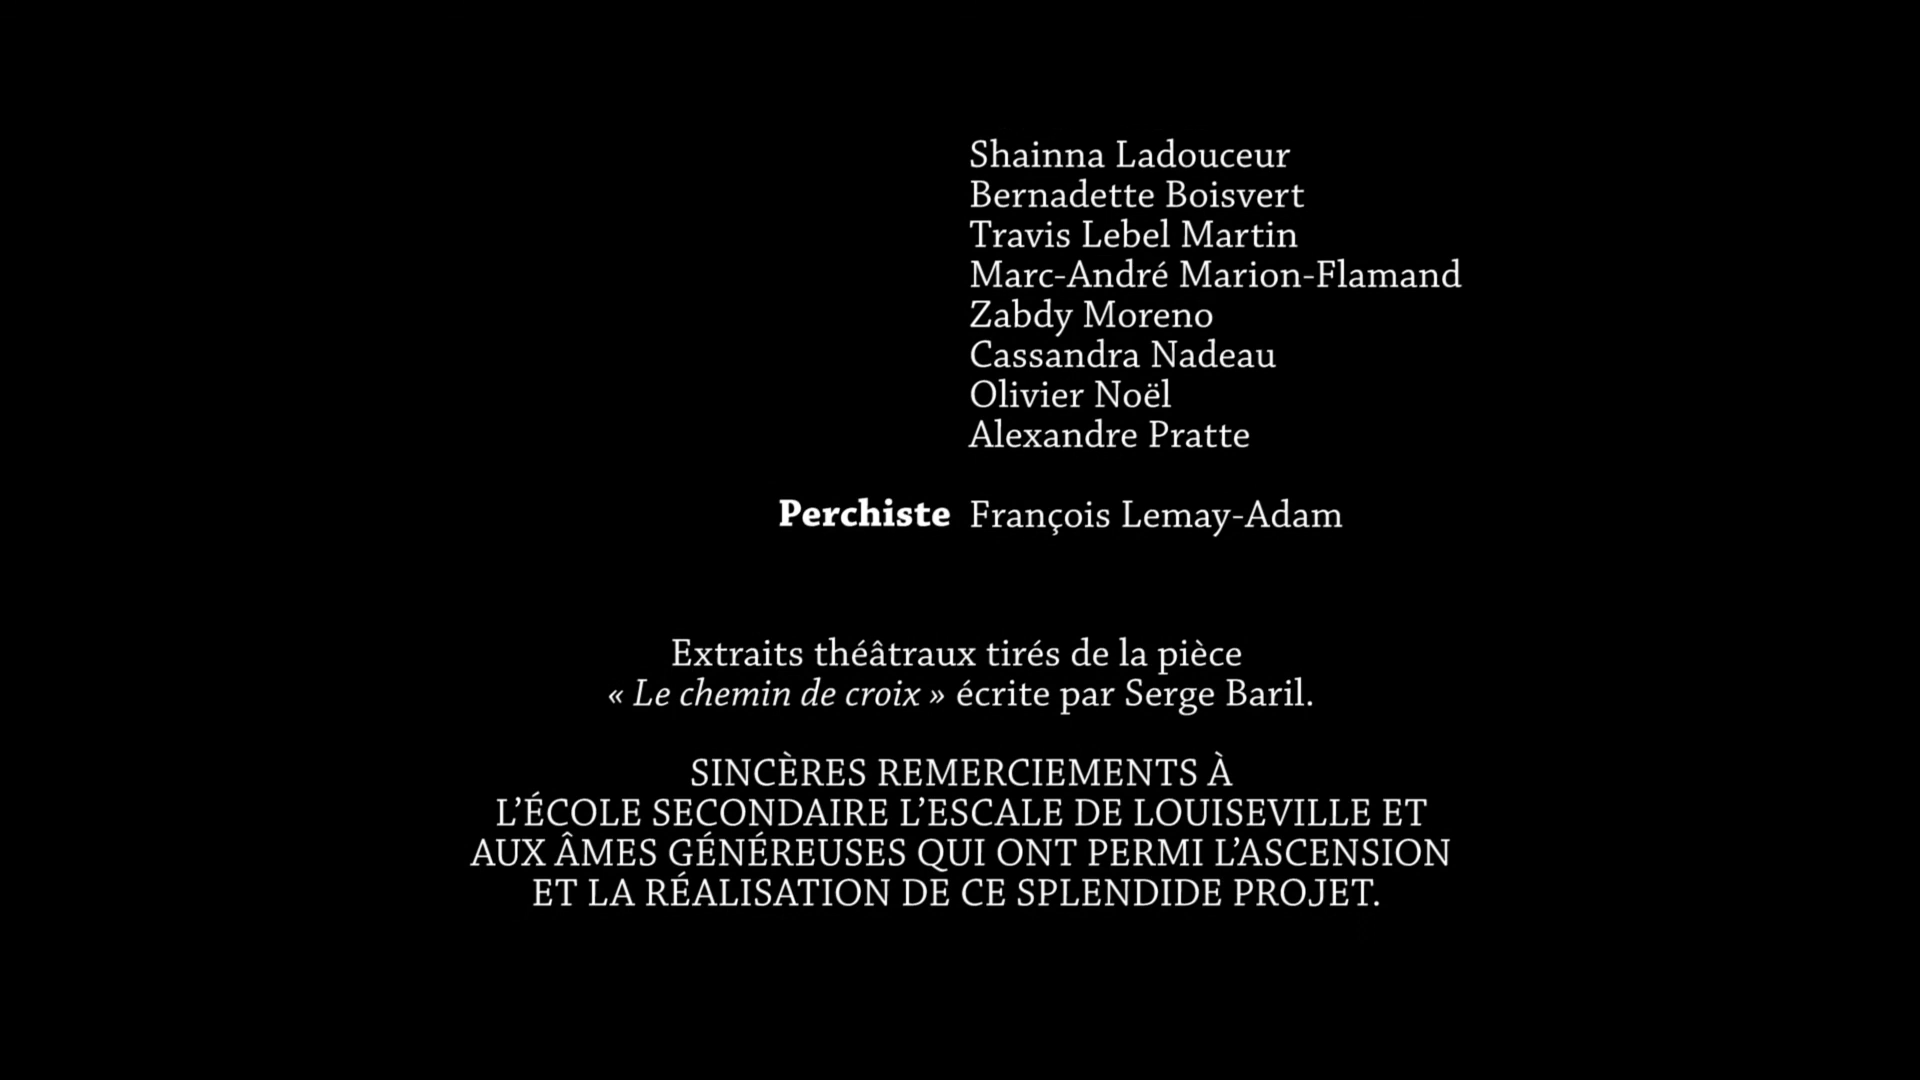 Shainna Ladouceur
Bernadette Boisvert
Travis Lebel Martin
Marc-André Marion-Flamand
Zabdy Moreno
Cassandra Nadeau
Olivier Noël
Alexandre Pratte
Perchiste François Lemay-Adam
Extraits théâtraux tirés de la pièce
« Le chemin de croix » écrite par Serge Baril.
SINCÈRES REMERCIEMENTS À
L’ÉCOLE SECONDAIRE L’ESCALE DE LOUISEVILLE ET
AUX ÂMES GÉNÉREUSES QUI ONT PERMI L’ASCENSION
ET LA RÉALISATION DE CE SPLENDIDE PROJET.